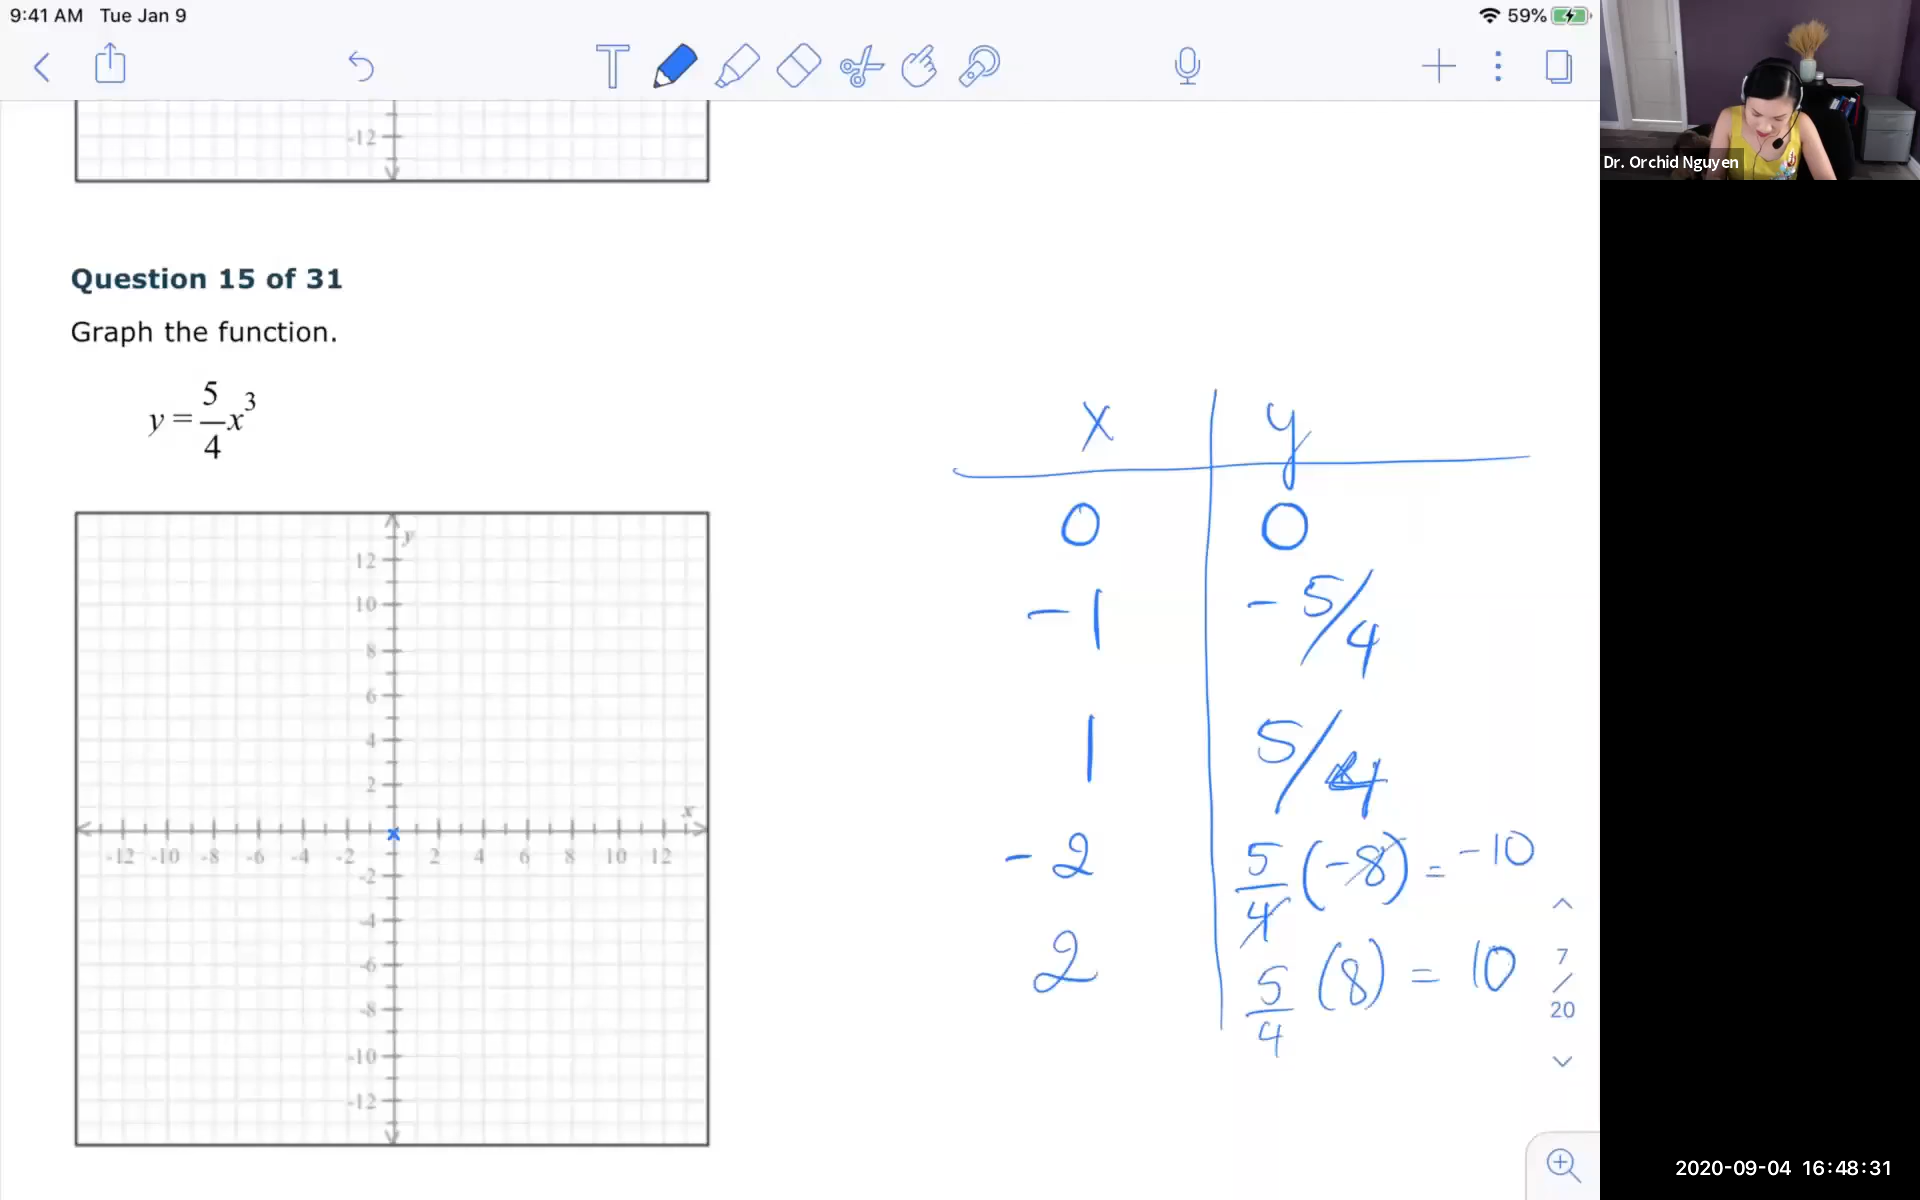 9:41 AM Tue Jan 9
59%
T
Dr. Orchid Nguyen
-12
Question 15 of 31
Graph the function.
y = 5/4 x^3
x y
0 0
-1 -5/4
1 5/4
-2 5/4 (-8) = -10
2 5/4 (8) = 10
y
12
10
8
6
4
2
x
-12 -10 -8 -6 -4 -2 2 4 6 8 10 12
-2
-4
-6
-8
-10
-12
7
/
20
2020-09-04 16:48:31